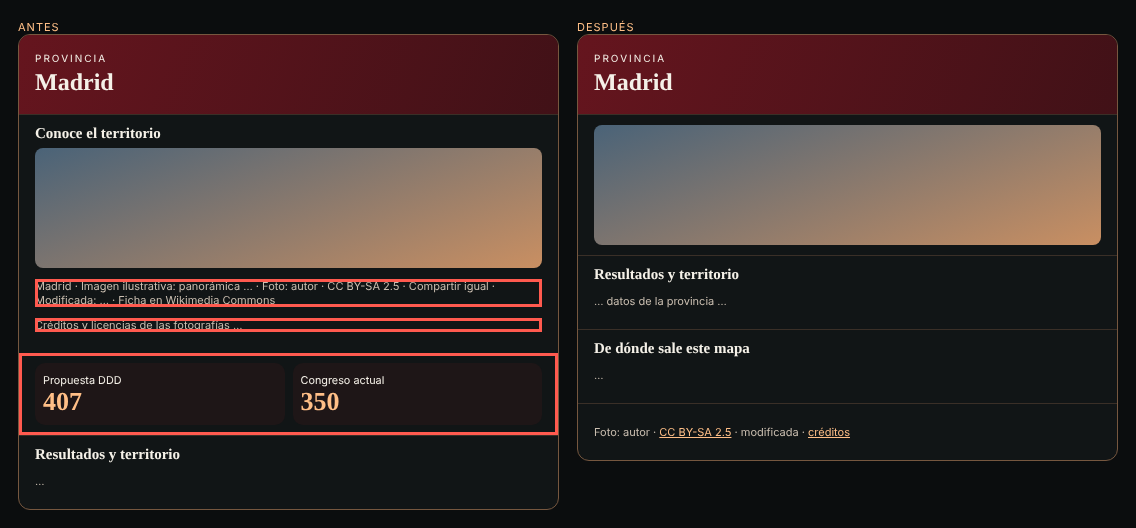 ANTES
PROVINCIA
Madrid
Conoce el territorio
Madrid · Imagen ilustrativa: panorámica ... · Foto: autor · CC BY-SA 2.5 · Compartir igual ·
Modificada: ... · Ficha en Wikimedia Commons
Créditos y licencias de las fotografías ...
Propuesta DDD
407
Congreso actual
350
Resultados y territorio
...
DESPUÉS
PROVINCIA
Madrid
Resultados y territorio
... datos de la provincia ...
De dónde sale este mapa
...
Foto: autor · CC BY-SA 2.5 · modificada · créditos